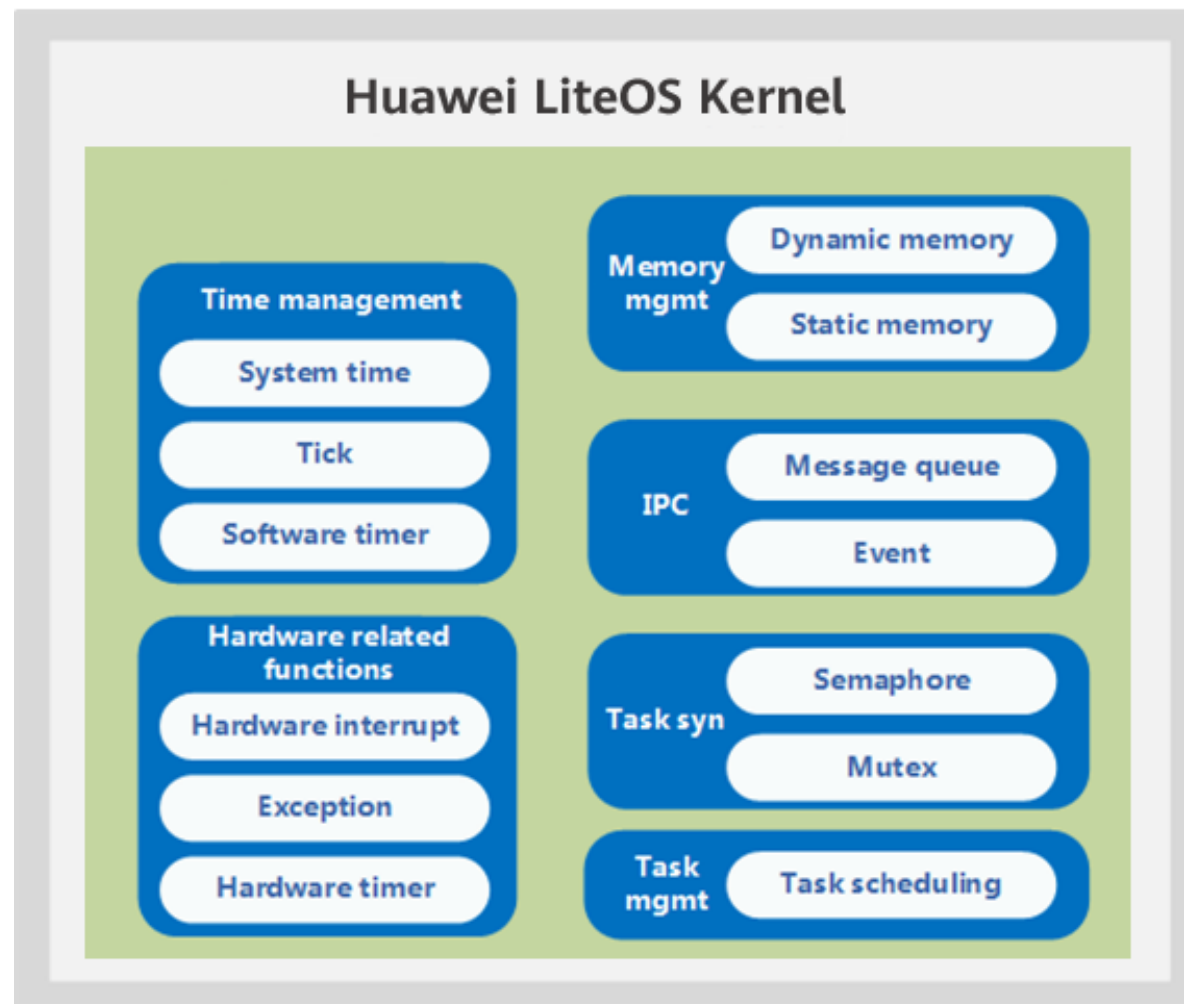 Huawei LiteOS Kernel
Time management
System time
Tick
Software timer
Hardware related
functions
Hardware interrupt
Exception
Hardware timer
Memory
mgmt
Dynamic memory
Static memory
IPC
Message queue
Event
Task syn
Semaphore
Mutex
Task
mgmt
Task scheduling